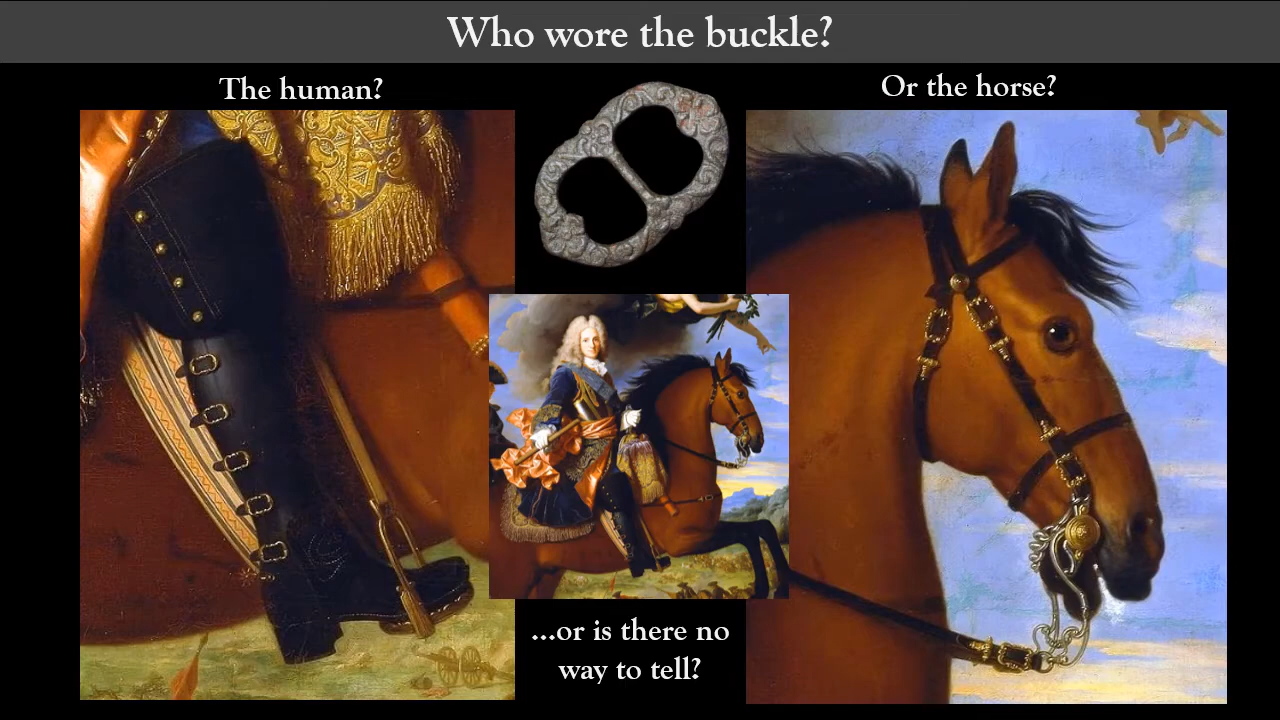 Who wore the buckle?
The human?
Or the horse?
...or is there no
way to tell?